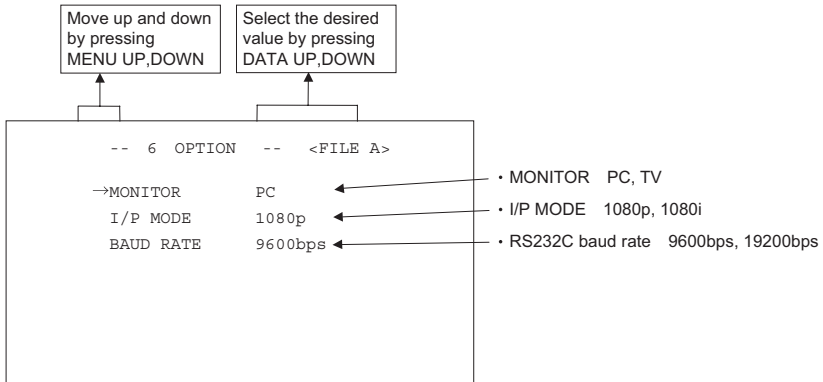 Move up and down
by pressing
MENU UP,DOWN
Select the desired
value by pressing
DATA UP,DOWN
-- 6 OPTION -- <FILE A>
→MONITOR PC
I/P MODE 1080p
BAUD RATE 9600bps
・MONITOR PC, TV
・I/P MODE 1080p, 1080i
・RS232C baud rate 9600bps, 19200bps